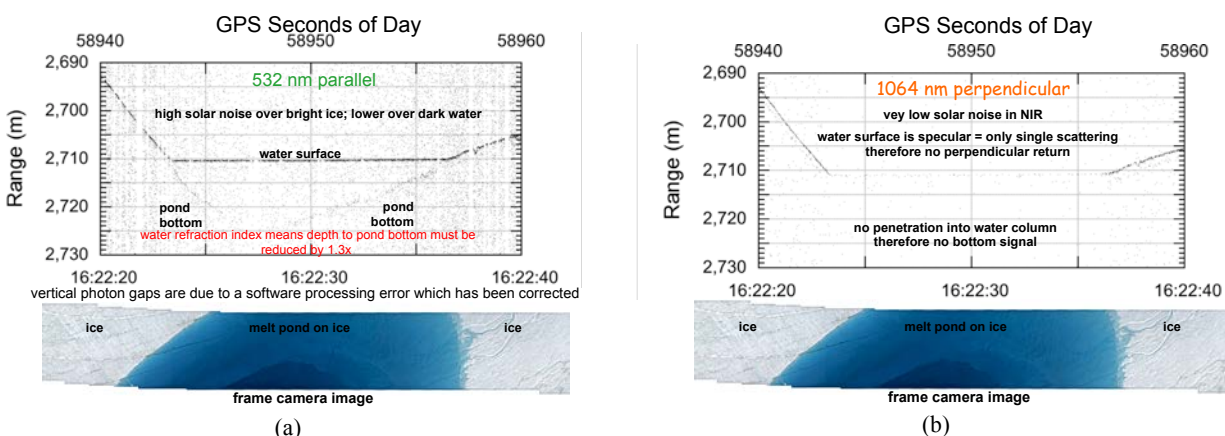 GPS Seconds of Day
58940 58950 58960
2,690
532 nm parallel
high solar noise over bright ice; lower over dark water
2,700
water surface
2,710
Range (m)
pond bottom
pond bottom
2,720
water refraction index means depth to pond bottom must be
reduced by 1.3x
2,730
16:22:20 16:22:30 16:22:40
vertical photon gaps are due to a software processing error which has been corrected
ice melt pond on ice ice
frame camera image
(a)
GPS Seconds of Day
58940 58950 58960
2,690
1064 nm perpendicular
vey low solar noise in NIR
2,700
water surface is specular = only single scattering
therefore no perpendicular return
2,710
Range (m)
2,720
no penetration into water column
therefore no bottom signal
2,730
16:22:20 16:22:30 16:22:40
ice melt pond on ice ice
frame camera image
(b)